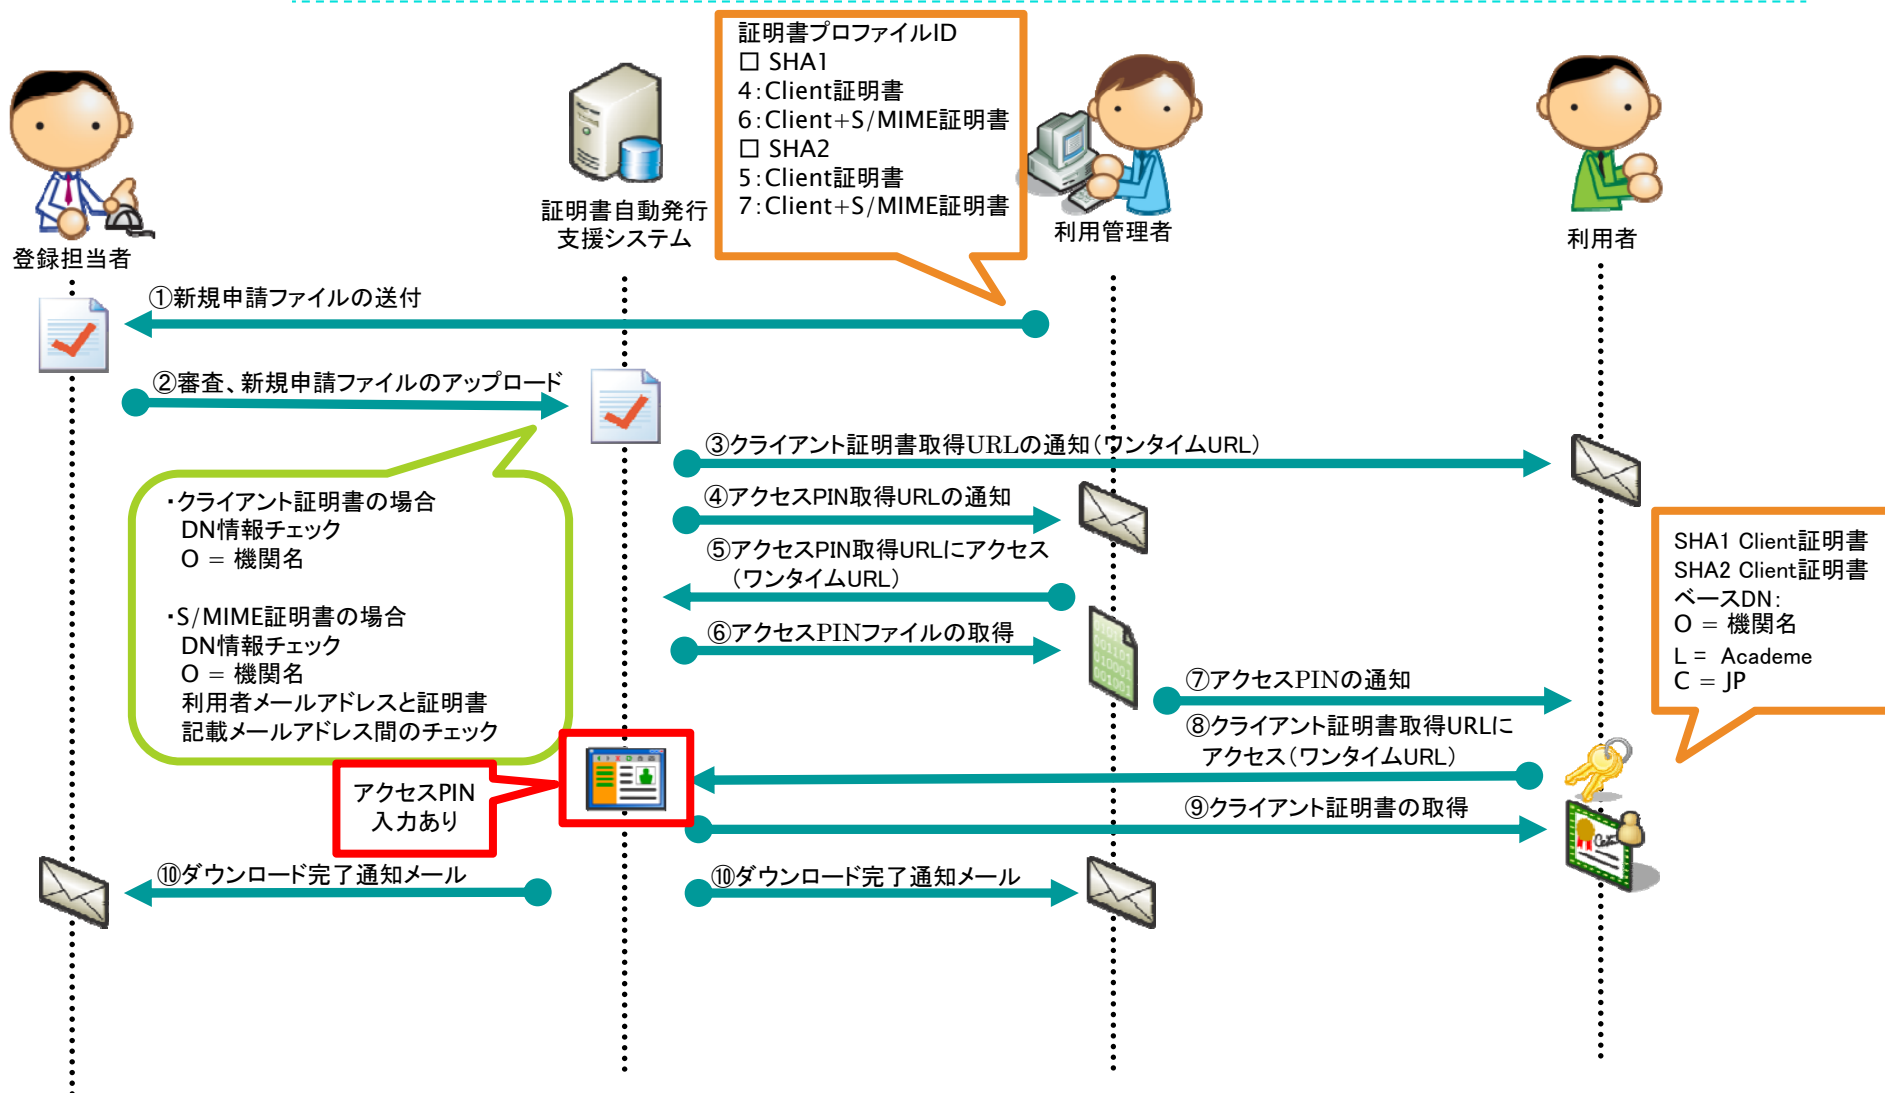 証明書プロファイルID
□ SHA1
4：Client証明書
6：Client+S/MIME証明書
□ SHA2
5：Client証明書
7：Client+S/MIME証明書
登録担当者
証明書自動発行
支援システム
利用管理者
利用者
①新規申請ファイルの送付
②審査、新規申請ファイルのアップロード
③クライアント証明書取得URLの通知（ワンタイムURL）
④アクセスPIN取得URLの通知
⑤アクセスPIN取得URLにアクセス
（ワンタイムURL）
⑥アクセスPINファイルの取得
⑦アクセスPINの通知
⑧クライアント証明書取得URLに
アクセス（ワンタイムURL）
⑨クライアント証明書の取得
⑩ダウンロード完了通知メール
⑩ダウンロード完了通知メール
・クライアント証明書の場合
DN情報チェック
O = 機関名
・S/MIME証明書の場合
DN情報チェック
O = 機関名
利用者メールアドレスと証明書
記載メールアドレス間のチェック
アクセスPIN
入力あり
SHA1 Client証明書
SHA2 Client証明書
ベースDN：
O = 機関名
L = Academe
C = JP